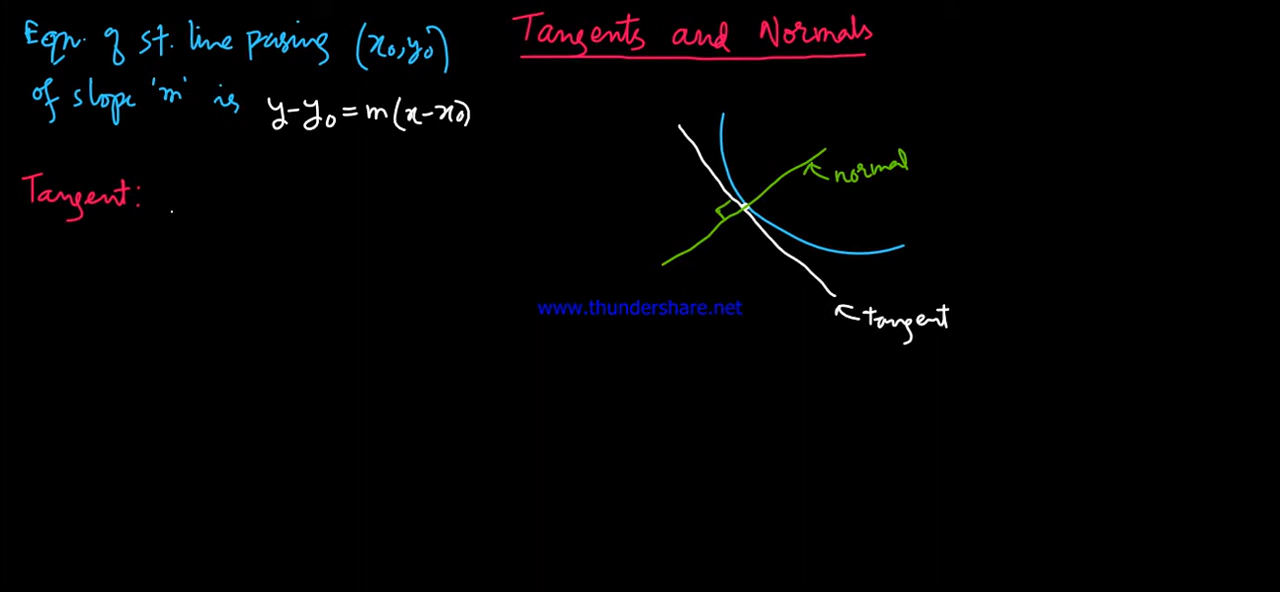 Tangents and Normals
Eqn. of st. line passing (x₀,y₀)
of slope 'm' is y-y₀ = m(x-x₀)
Tangent:
normal
www.thundershare.net
tangent